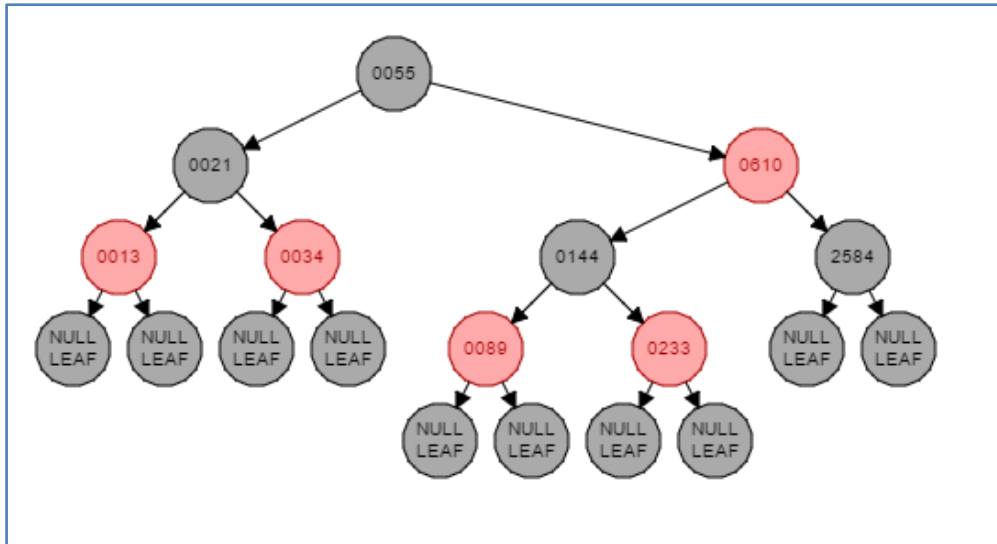 0055
0021
0610
0013
0034
0144
2584
NULL
LEAF
NULL
LEAF
NULL
LEAF
NULL
LEAF
0089
0233
NULL
LEAF
NULL
LEAF
NULL
LEAF
NULL
LEAF
NULL
LEAF
NULL
LEAF